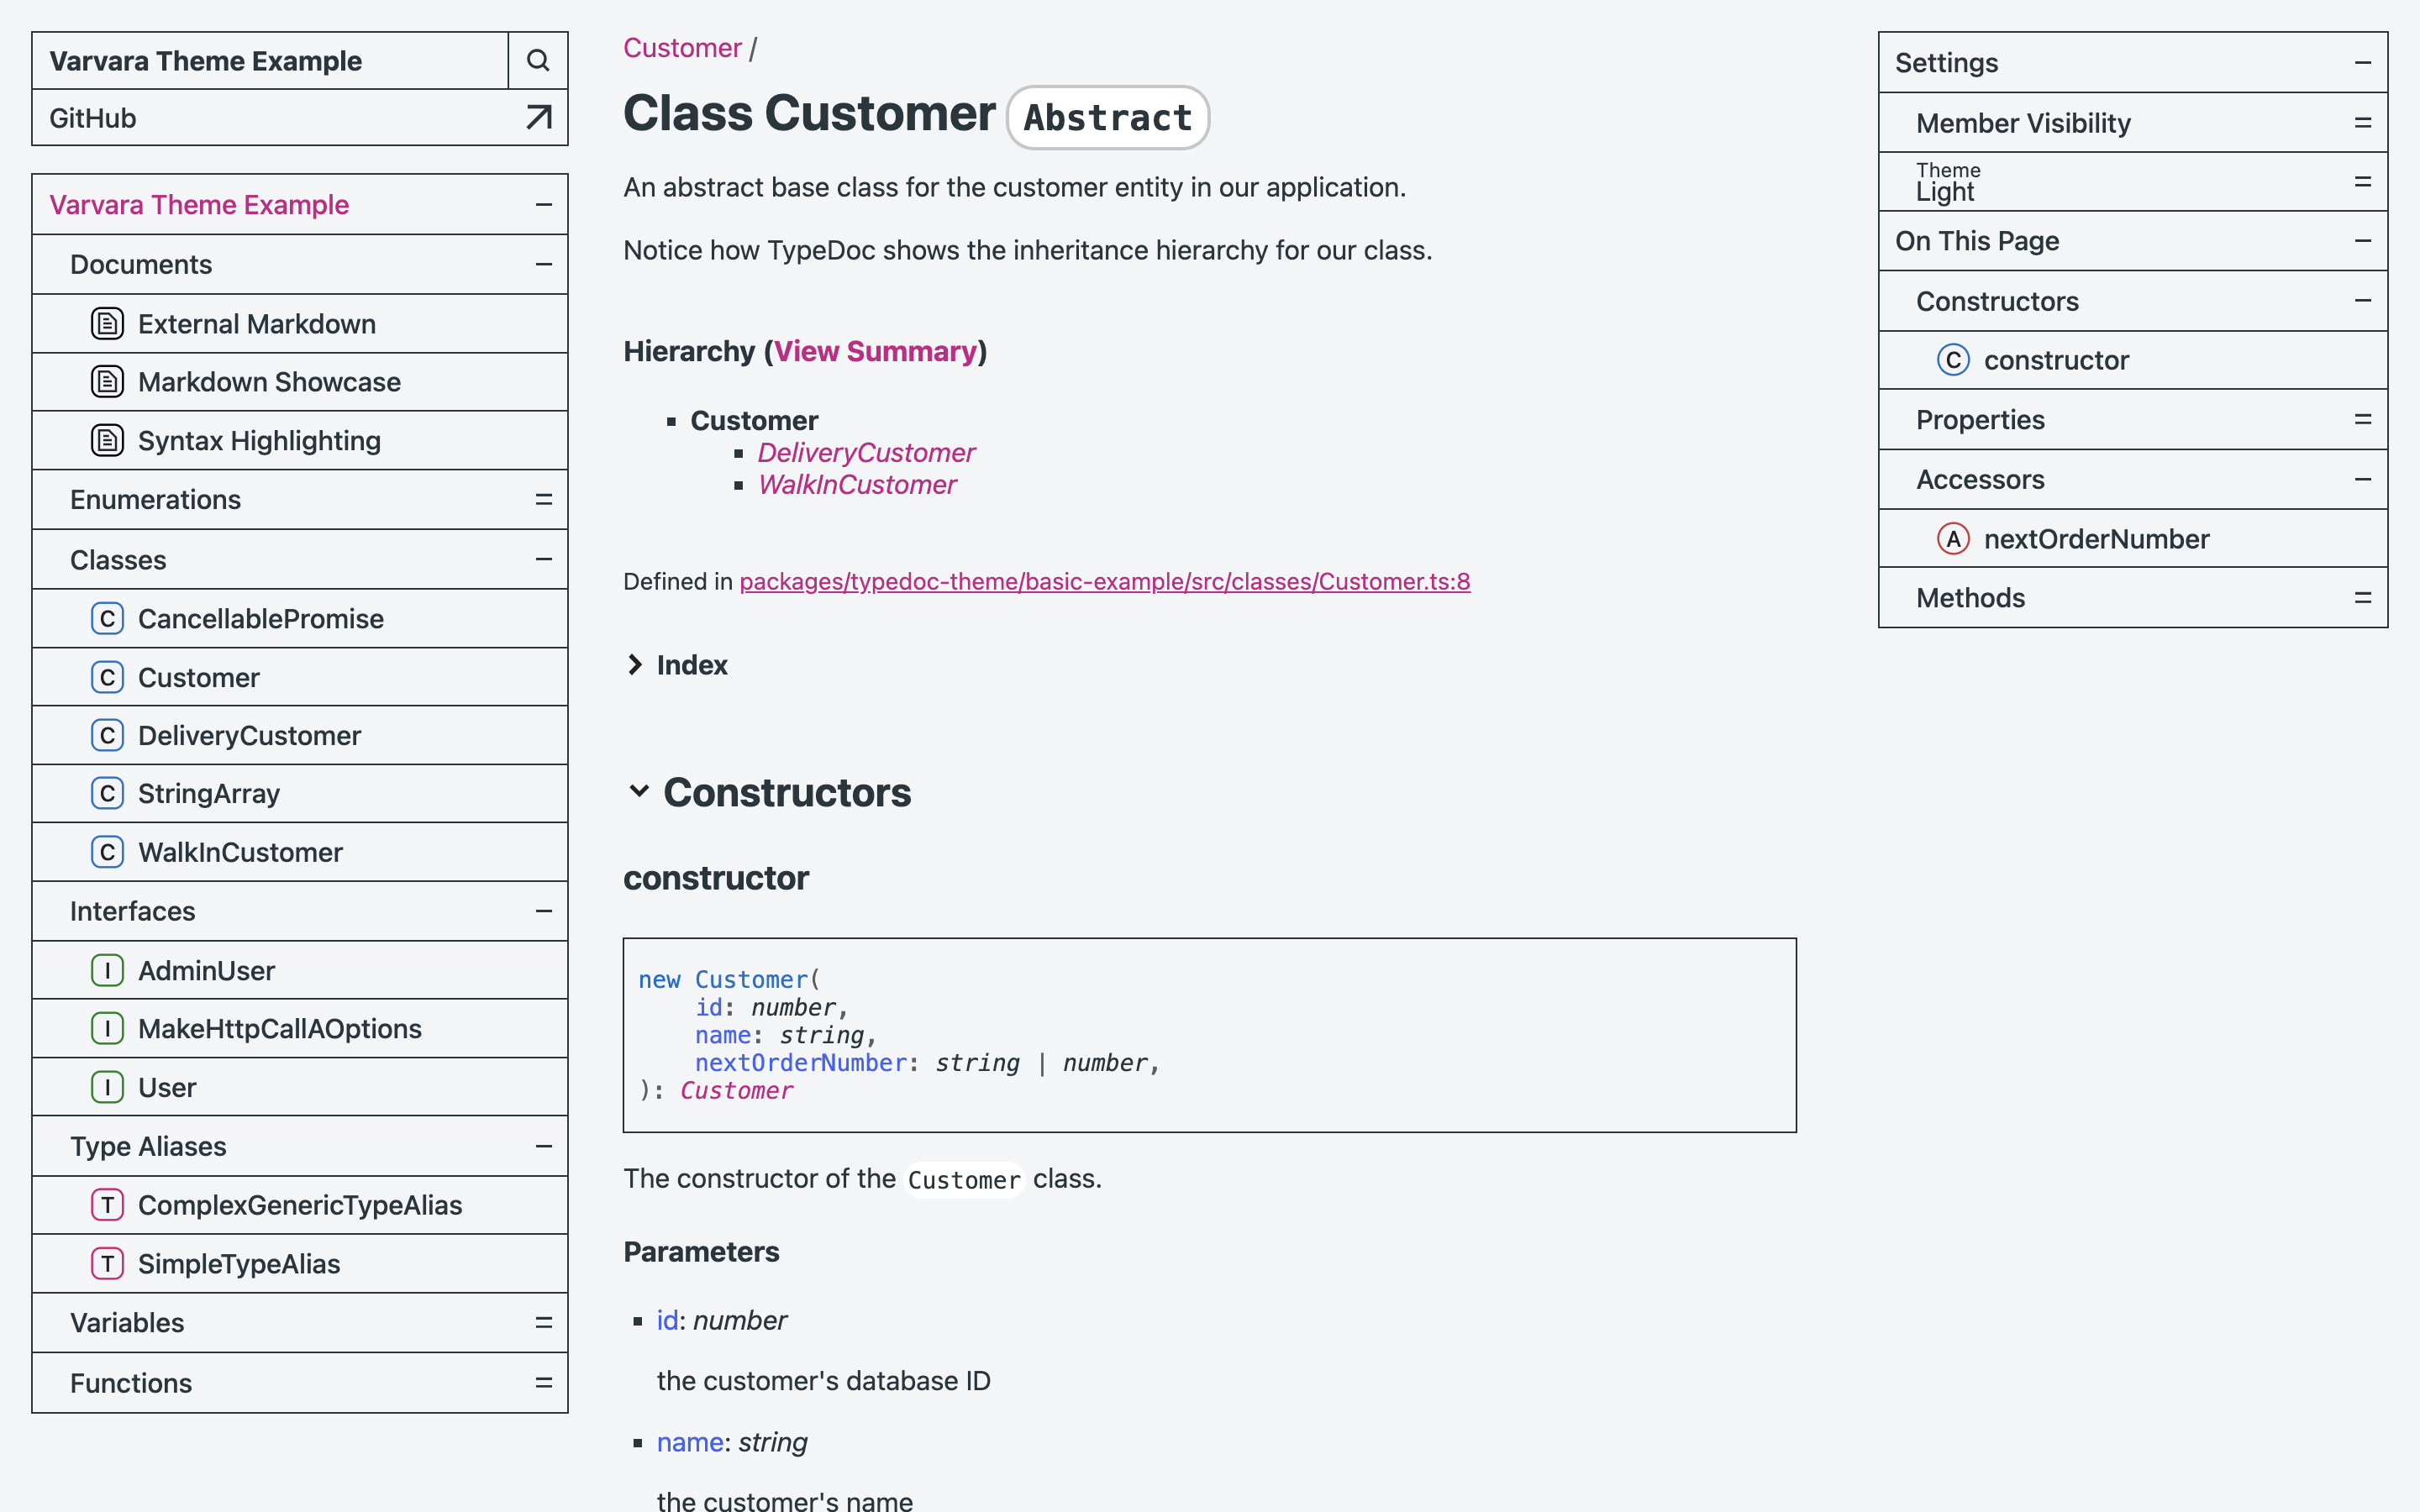 Varvara Theme Example
GitHub
Varvara Theme Example
Documents
External Markdown
Markdown Showcase
Syntax Highlighting
Enumerations
Classes
C CancellablePromise
C Customer
C DeliveryCustomer
C StringArray
C WalkInCustomer
Interfaces
I AdminUser
I MakeHttpCallAOptions
I User
Type Aliases
T ComplexGenericTypeAlias
T SimpleTypeAlias
Variables
Functions
Customer /
Class Customer Abstract
An abstract base class for the customer entity in our application.
Notice how TypeDoc shows the inheritance hierarchy for our class.
Hierarchy (View Summary)
Customer
DeliveryCustomer
WalkInCustomer
Defined in packages/typedoc-theme/basic-example/src/classes/Customer.ts:8
Index
Constructors
constructor
new Customer(
id: number,
name: string,
nextOrderNumber: string | number,
): Customer
The constructor of the Customer class.
Parameters
id: number
the customer's database ID
name: string
the customer's name
Settings
Member Visibility
Theme
Light
On This Page
Constructors
C constructor
Properties
Accessors
A nextOrderNumber
Methods